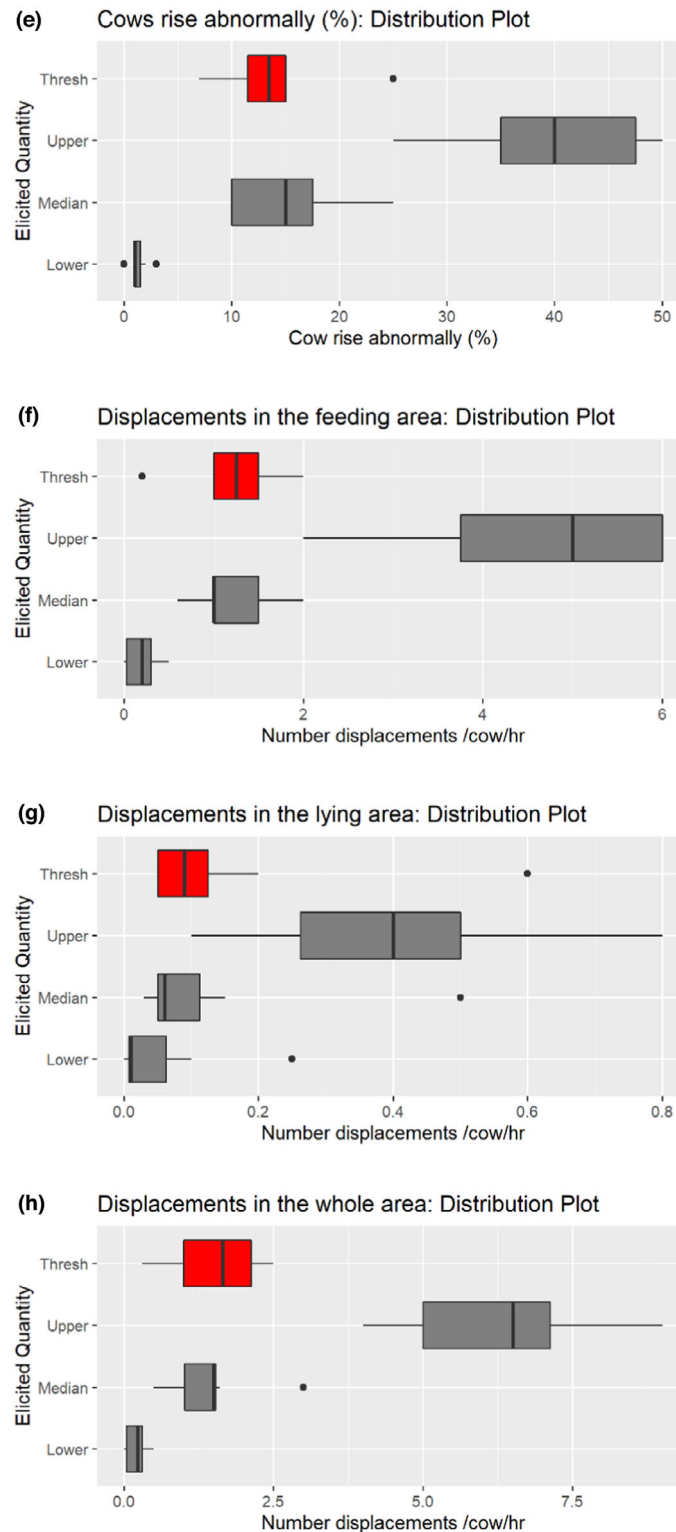 (e) Cows rise abnormally (%): Distribution Plot
Elicited Quantity
Thresh
Upper
Median
Lower
0 10 20 30 40 50
Cow rise abnormally (%)
(f) Displacements in the feeding area: Distribution Plot
Elicited Quantity
Thresh
Upper
Median
Lower
0 2 4 6
Number displacements /cow/hr
(g) Displacements in the lying area: Distribution Plot
Elicited Quantity
Thresh
Upper
Median
Lower
0.0 0.2 0.4 0.6 0.8
Number displacements /cow/hr
(h) Displacements in the whole area: Distribution Plot
Elicited Quantity
Thresh
Upper
Median
Lower
0.0 2.5 5.0 7.5
Number displacements /cow/hr